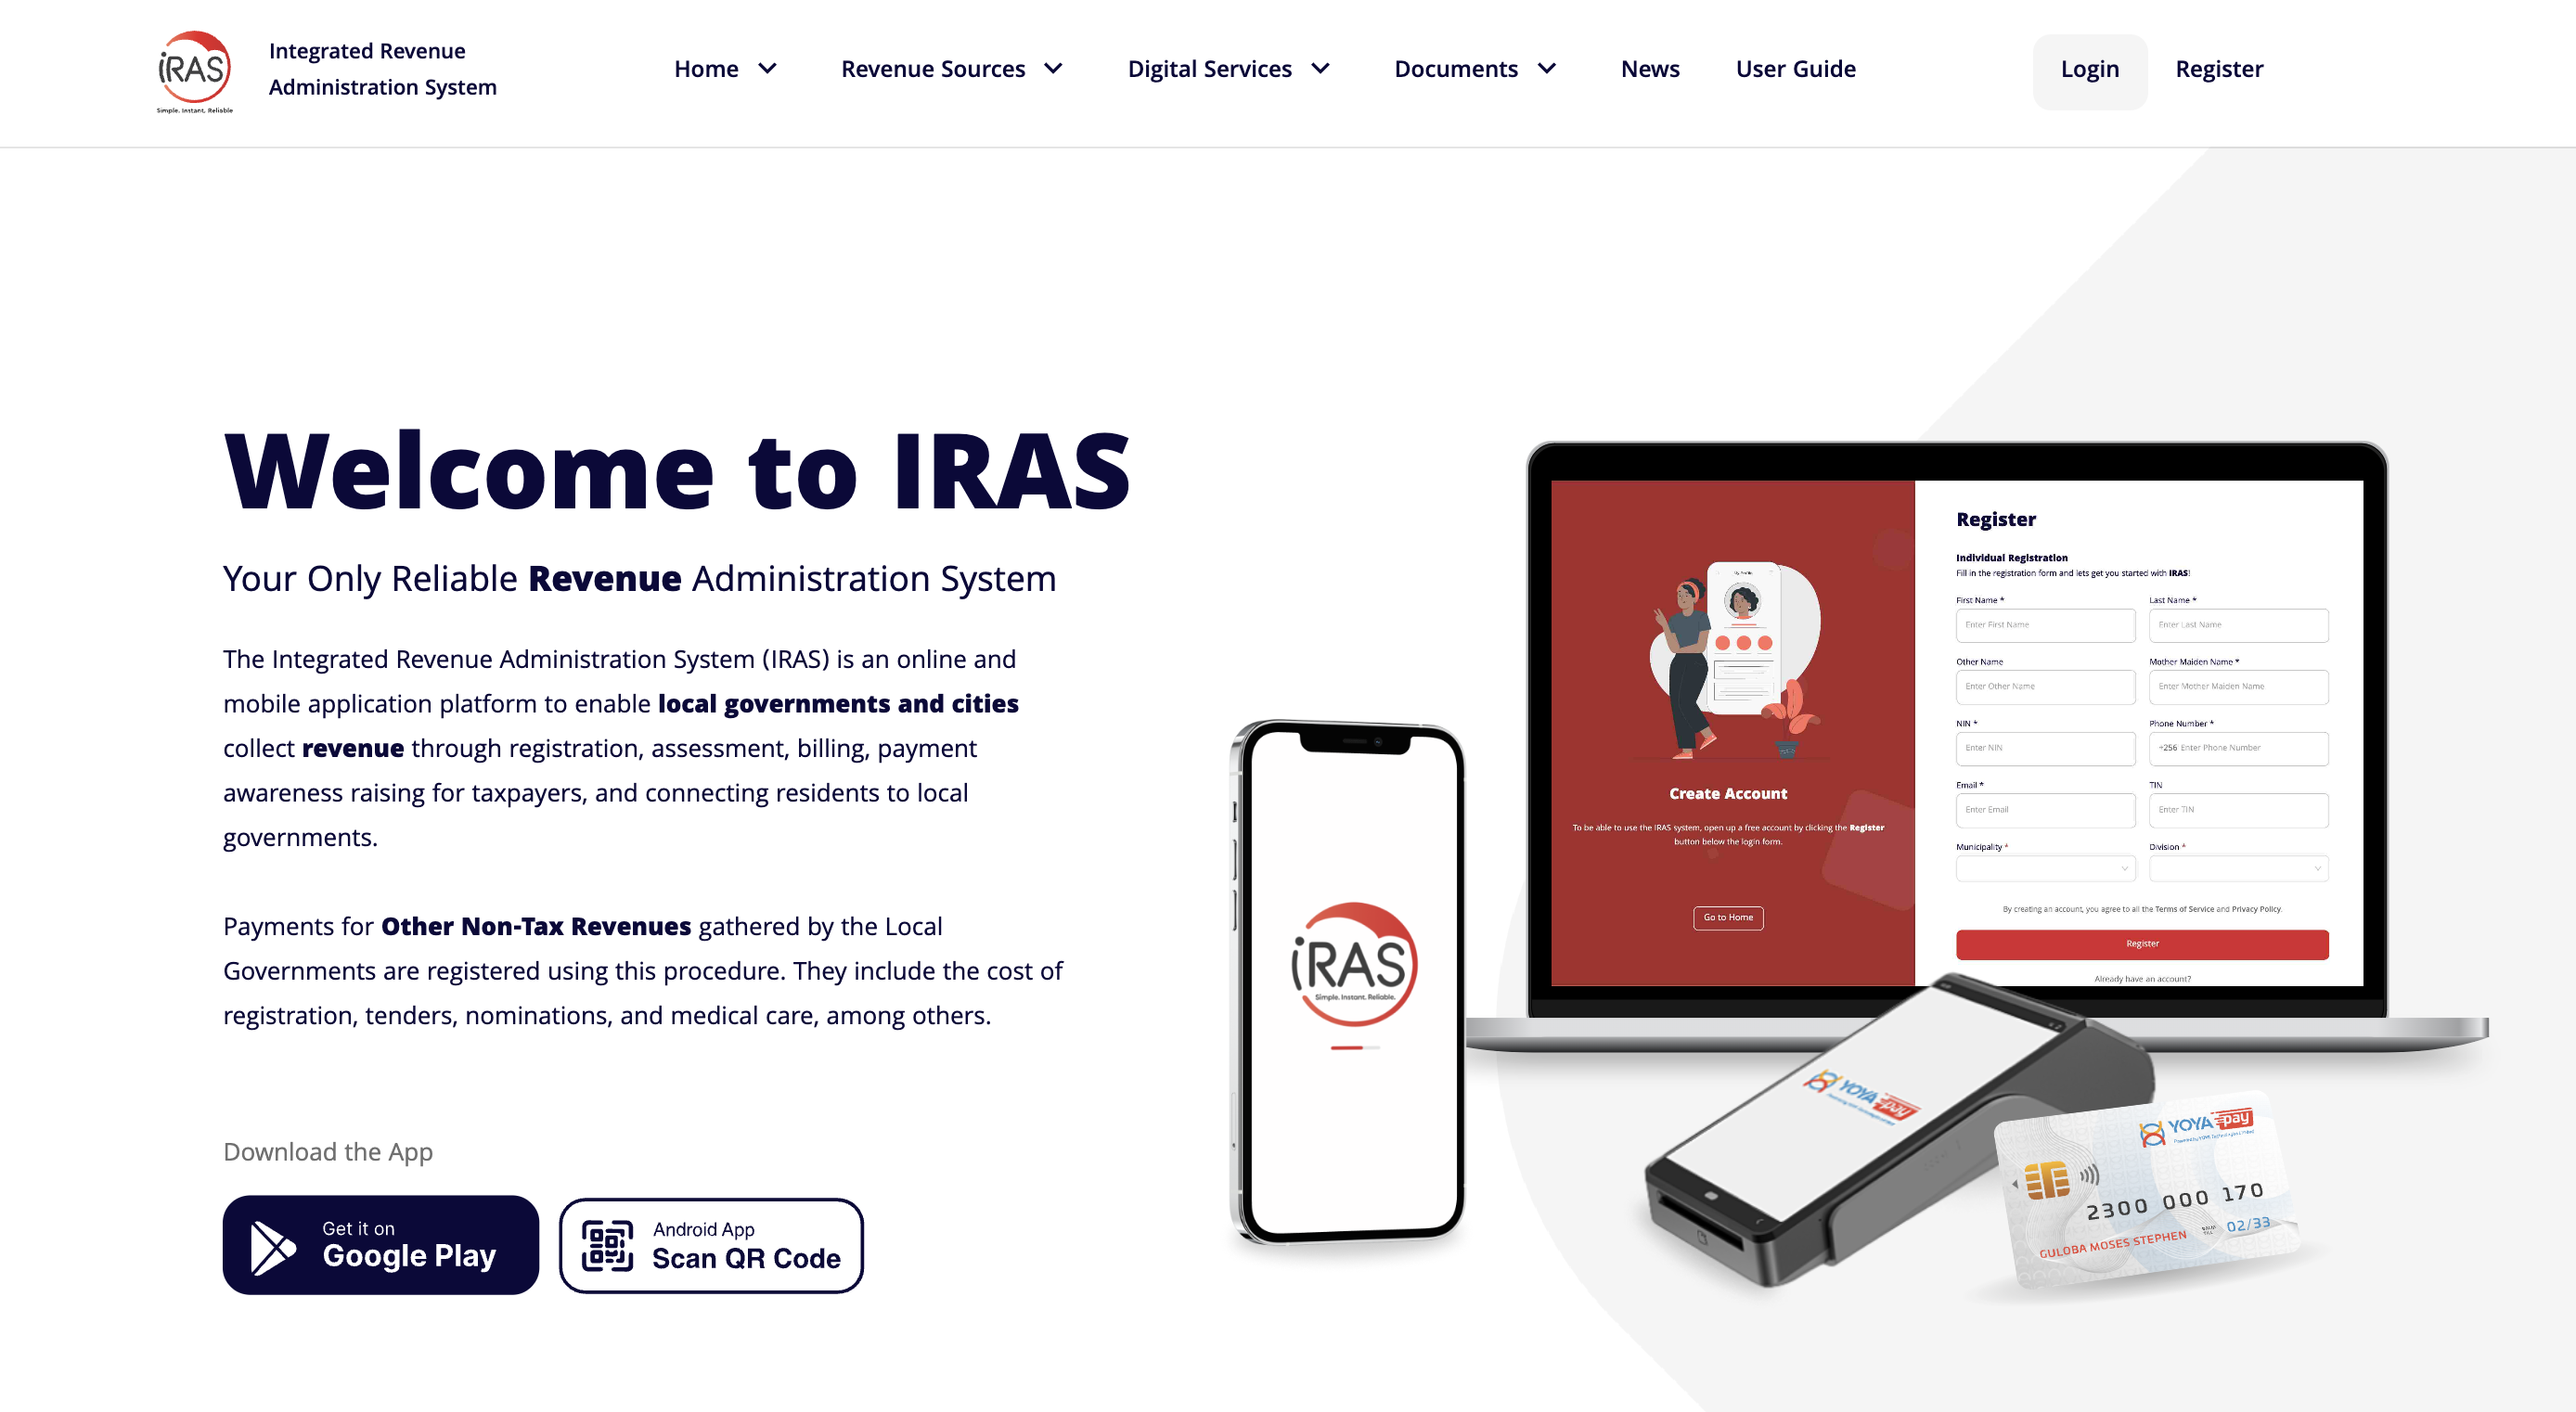 iRAS
Simple. Instant. Reliable
Integrated Revenue
Administration System
Home
Revenue Sources
Digital Services
Documents
News
User Guide
Login
Register
Welcome to IRAS
Your Only Reliable Revenue Administration System
The Integrated Revenue Administration System (IRAS) is an online and
mobile application platform to enable local governments and cities
collect revenue through registration, assessment, billing, payment
awareness raising for taxpayers, and connecting residents to local
governments.
Payments for Other Non-Tax Revenues gathered by the Local
Governments are registered using this procedure. They include the cost of
registration, tenders, nominations, and medical care, among others.
Download the App
Get it on
Google Play
Android App
Scan QR Code
iRAS
Simple. Instant. Reliable.
My Profile
Create Account
To be able to use the IRAS system, open up a free account by clicking the Register
button below the login form.
Go to Home
Register
Individual Registration
Fill in the registration form and lets get you started with IRAS!
First Name *
Last Name *
Enter First Name
Enter Last Name
Other Name
Mother Maiden Name *
Enter Other Name
Enter Mother Maiden Name
NIN *
Phone Number *
Enter NIN
+256 Enter Phone Number
Email *
TIN
Enter Email
Enter TIN
Municipality *
Division *
By creating an account, you agree to all the Terms of Service and Privacy Policy.
Register
Already have an account?
YOYA pay
YOYA pay
Powered by YOYA Technologies Limited
2300 000 170
02/33
GULOBA MOSES STEPHEN